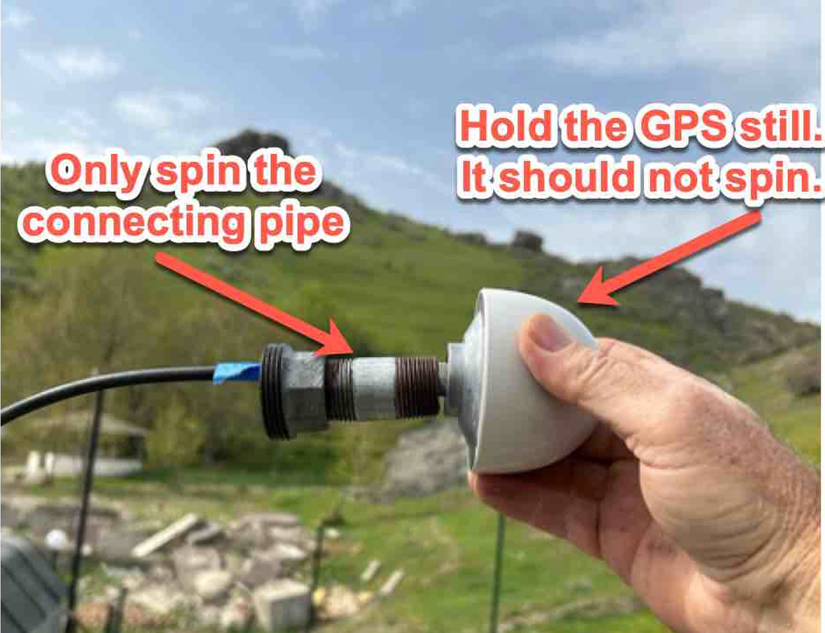 Only spin the
connecting pipe
Hold the GPS still.
It should not spin.